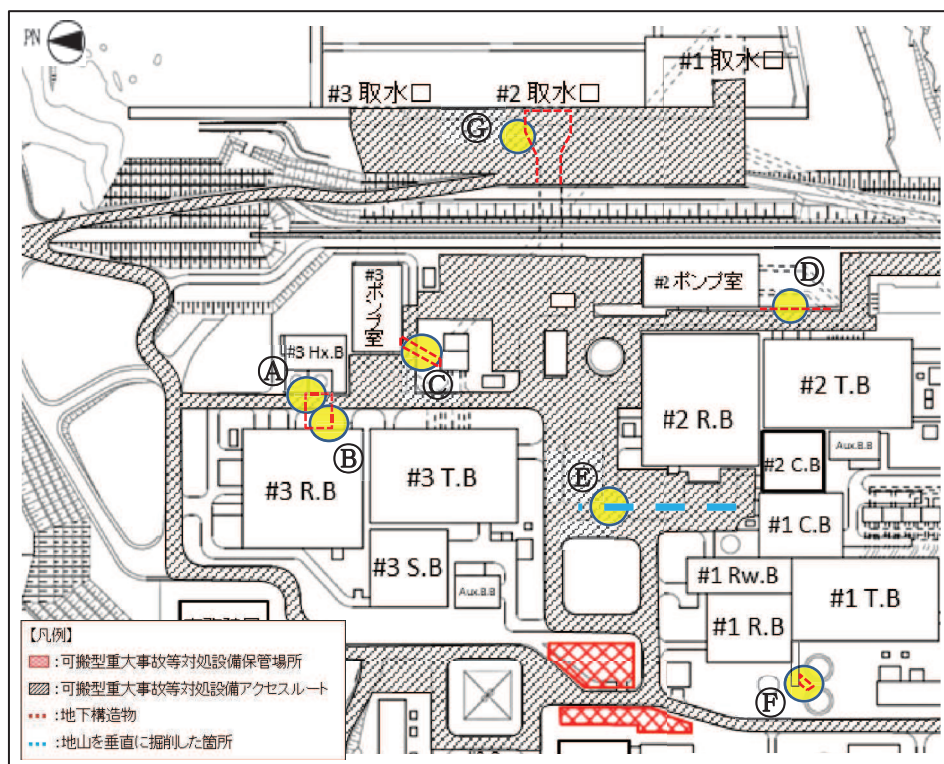 PN
#1 取水口
#3 取水口
#2 取水口
Ⓖ
Ⓓ
#3
ポンプ室
#2 ポンプ室
#3 Hx.B
Ⓐ
Ⓒ
#2 T.B
#2 R.B
Ⓑ
#2 C.B
Aux.B.B
#3 R.B
#3 T.B
Ⓔ
#1 C.B
#3 S.B
Aux.B.B
#1 Rw.B
#1 T.B
#1 R.B
Ⓕ
【凡例】
:可搬型重大事故等対処設備保管場所
:可搬型重大事故等対処設備アクセスルート
:地下構造物
:地山を垂直に掘削した箇所